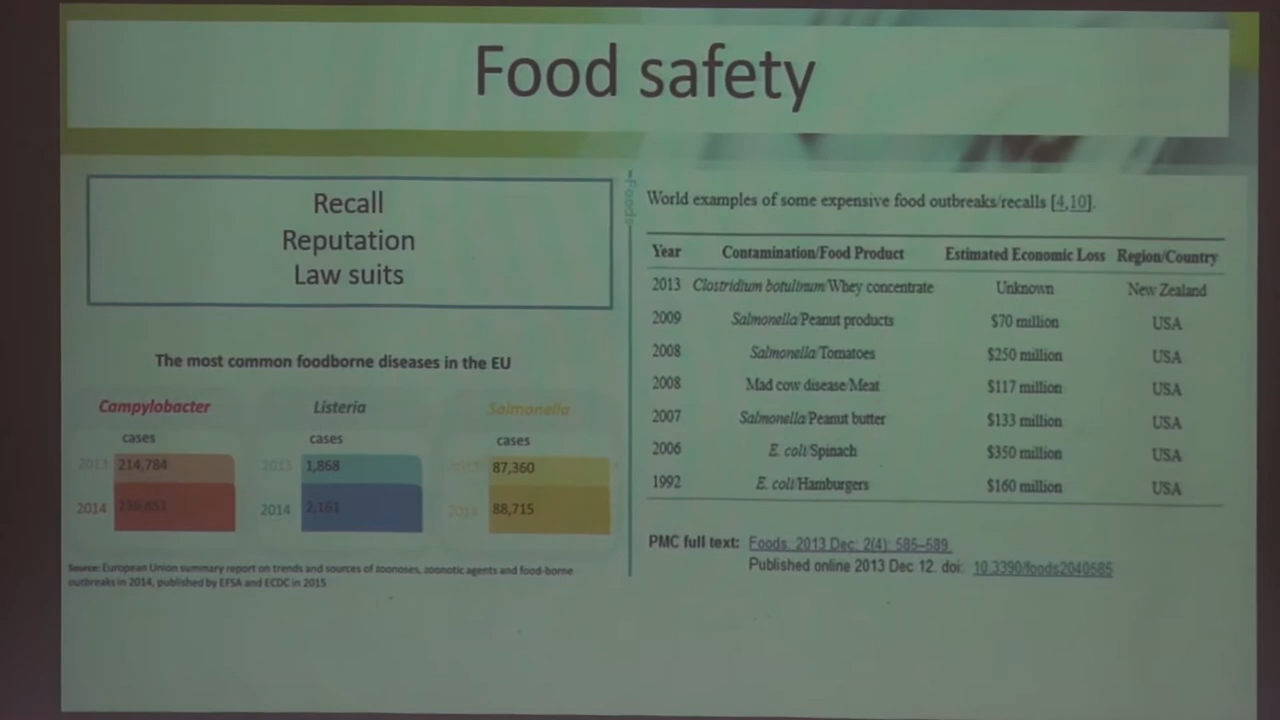 Food safety
Recall
Reputation
Law suits
The most common foodborne diseases in the EU
Campylobacter
cases
2013 214,784
2014 236,851
Listeria
cases
2013 1,868
2014 2,161
Salmonella
cases
87,360
2014 88,715
Source: European Union summary report on trends and sources of zoonoses, zoonotic agents and food-borne
outbreaks in 2014, published by EFSA and ECDC in 2015
Foods
World examples of some expensive food outbreaks/recalls [4,10].
Year Contamination/Food Product Estimated Economic Loss Region/Country
2013 Clostridium botulinum/Whey concentrate Unknown New Zealand
2009 Salmonella/Peanut products $70 million USA
2008 Salmonella/Tomatoes $250 million USA
2008 Mad cow disease/Meat $117 million USA
2007 Salmonella/Peanut butter $133 million USA
2006 E. coli/Spinach $350 million USA
1992 E. coli/Hamburgers $160 million USA
PMC full text: Foods. 2013 Dec; 2(4): 585–589.
Published online 2013 Dec 12. doi: 10.3390/foods2040585